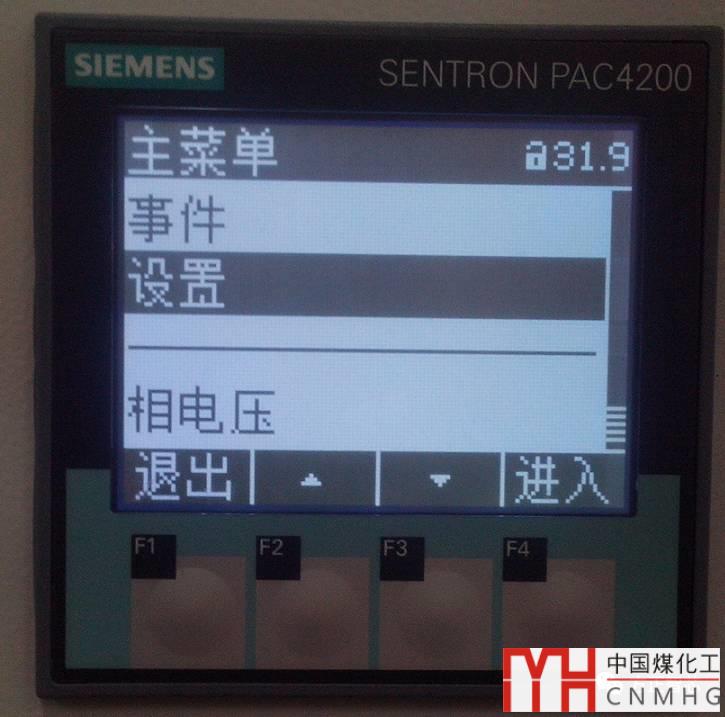 SIEMENS
SENTRON PAC4200
主菜单 31.9
事件
设置
相电压
退出 进入
F1 F2 F3 F4
中国煤化工
MYH CNMHG